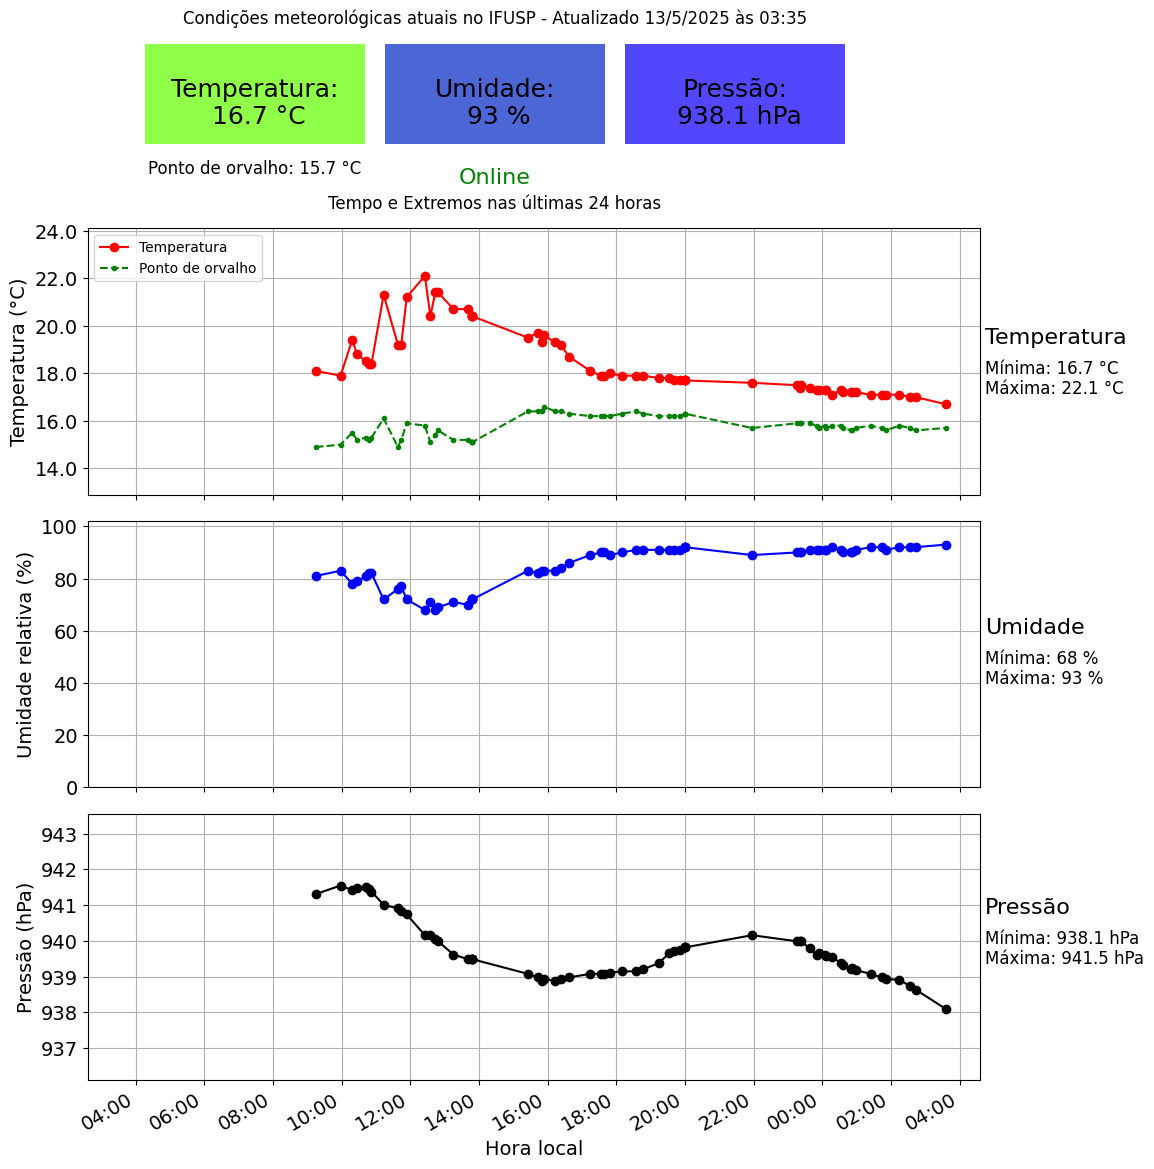 Condições meteorológicas atuais no IFUSP - Atualizado 13/5/2025 às 03:35
Temperatura:
16.7 °C
Umidade:
93 %
Pressão:
938.1 hPa
Ponto de orvalho: 15.7 °C
Online
Tempo e Extremos nas últimas 24 horas
Temperatura (°C)
24.0
22.0
20.0
18.0
16.0
14.0
Temperatura
Ponto de orvalho
Temperatura
Mínima: 16.7 °C
Máxima: 22.1 °C
Umidade relativa (%)
100
80
60
40
20
0
Umidade
Mínima: 68 %
Máxima: 93 %
Pressão (hPa)
943
942
941
940
939
938
937
Pressão
Mínima: 938.1 hPa
Máxima: 941.5 hPa
04:00
06:00
08:00
10:00
12:00
14:00
16:00
18:00
20:00
22:00
00:00
02:00
04:00
Hora local